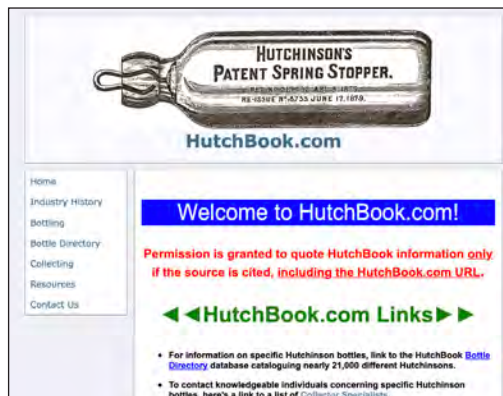 HUTCHINSON'S
PATENT SPRING STOPPER.
RE-ISSUE Nº 8755 JUNE 17, 1879.
HutchBook.com
Home
Industry History
Bottling
Bottle Directory
Collecting
Resources
Contact Us
Welcome to HutchBook.com!
Permission is granted to quote HutchBook information only
if the source is cited, including the HutchBook.com URL.
◄◄HutchBook.com Links►►
• For information on specific Hutchinson bottles, link to the HutchBook Bottle
Directory database cataloguing nearly 21,000 different Hutchinsons.
• To contact knowledgeable individuals concerning specific Hutchinson
bottles, here's a link to a list of Collector Specialists.